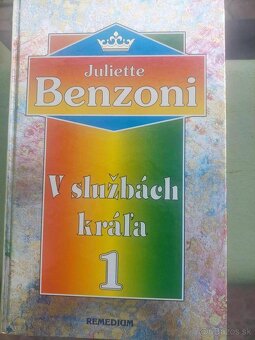 Juliette
Benzoni
V službách
kráľa
1
REMEDIUM